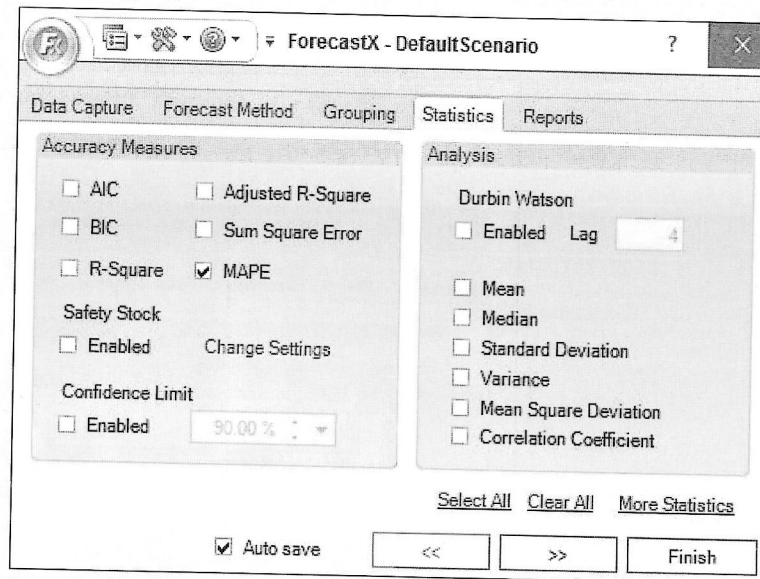 Fx
ForecastX - DefaultScenario ?
Data Capture Forecast Method Grouping Statistics Reports
Accuracy Measures
AIC Adjusted R-Square
BIC Sum Square Error
R-Square MAPE
Safety Stock
Enabled Change Settings
Confidence Limit
Enabled 90.00 %
Analysis
Durbin Watson
Enabled Lag 4
Mean
Median
Standard Deviation
Variance
Mean Square Deviation
Correlation Coefficient
Select All Clear All More Statistics
Auto save << >> Finish